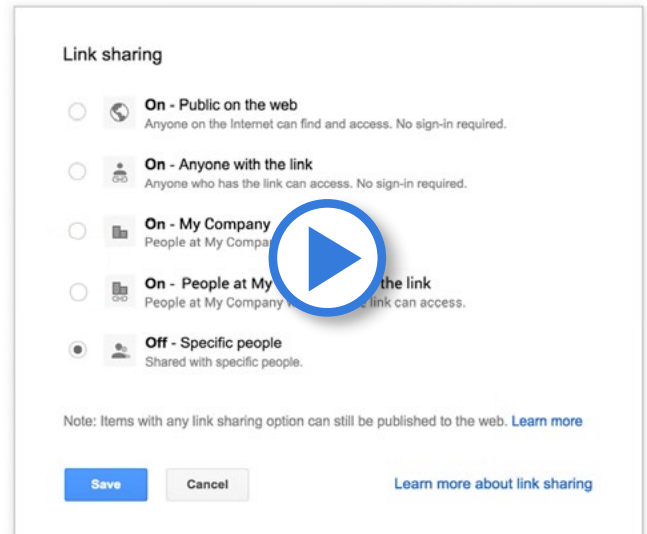 Link sharing
On - Public on the web
Anyone on the Internet can find and access. No sign-in required.
On - Anyone with the link
Anyone who has the link can access. No sign-in required.
On - My Company
People at My
On - People at My the link
People at My Company link can access.
Off - Specific people
Shared with specific people.
Note: Items with any link sharing option can still be published to the web. Learn more
Save Cancel Learn more about link sharing